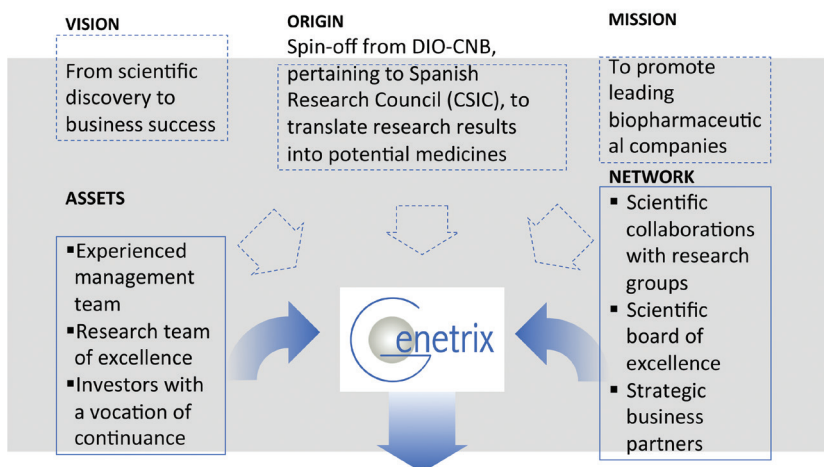 VISION
From scientific
discovery to
business success
ORIGIN
Spin-off from DIO-CNB,
pertaining to Spanish
Research Council (CSIC), to
translate research results
into potential medicines
MISSION
To promote
leading
biopharmaceutic
al companies
ASSETS
▪Experienced
management
team
▪Research team
of excellence
▪Investors with
a vocation of
continuance
Genetrix
NETWORK
▪ Scientific
collaborations
with research
groups
▪ Scientific
board of
excellence
▪ Strategic
business
partners